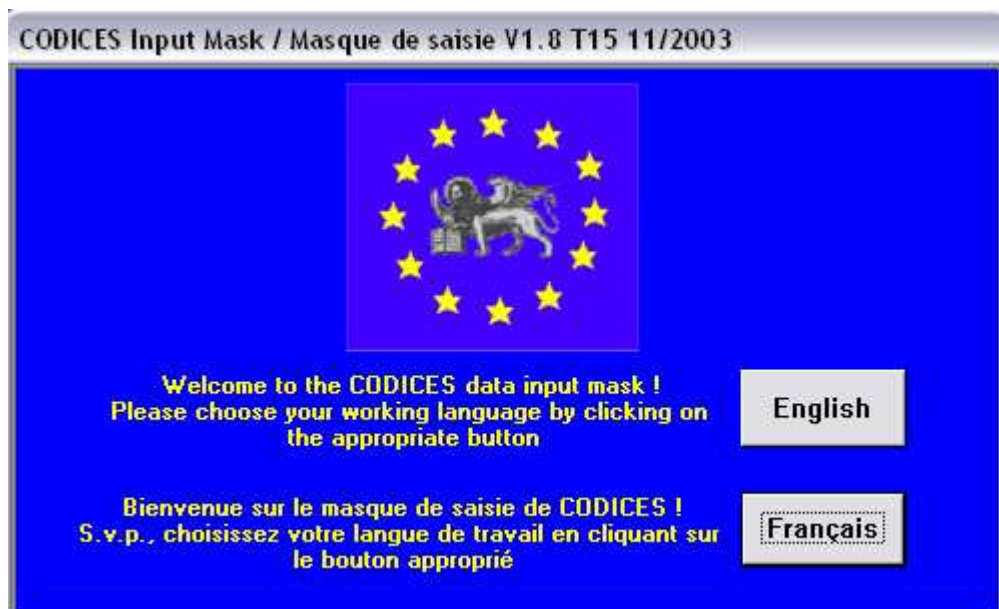 CODICES Input Mask / Masque de saisie V1.8 T15 11/2003
Welcome to the CODICES data input mask !
Please choose your working language by clicking on
the appropriate button
English
Bienvenue sur le masque de saisie de CODICES !
S.v.p., choisissez votre langue de travail en cliquant sur
le bouton approprié
Français